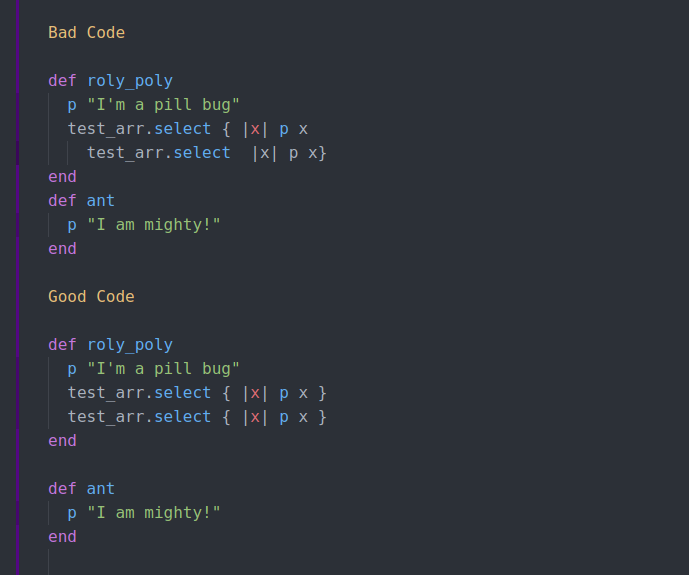 Bad Code
def roly_poly
  p "I'm a pill bug"
  test_arr.select { |x| p x
    test_arr.select  |x| p x}
end
def ant
  p "I am mighty!"
end
Good Code
def roly_poly
  p "I'm a pill bug"
  test_arr.select { |x| p x }
  test_arr.select { |x| p x }
end
def ant
  p "I am mighty!"
end